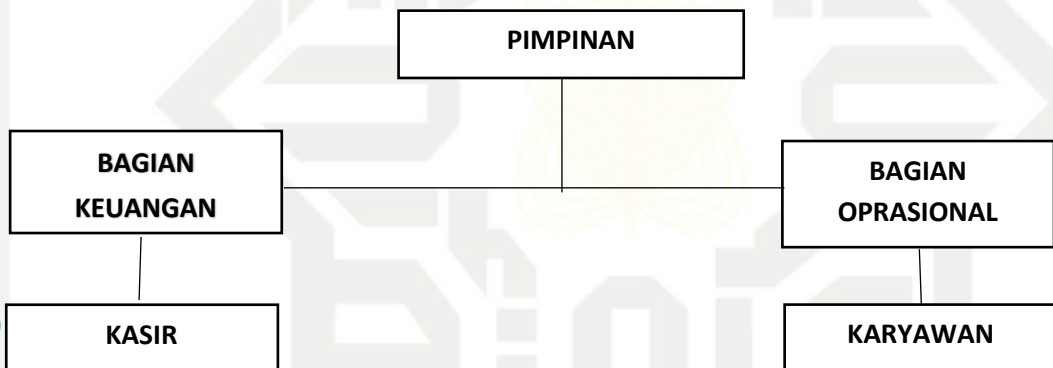 PIMPINAN
BAGIAN
KEUANGAN
BAGIAN
OPRASIONAL
KASIR
KARYAWAN